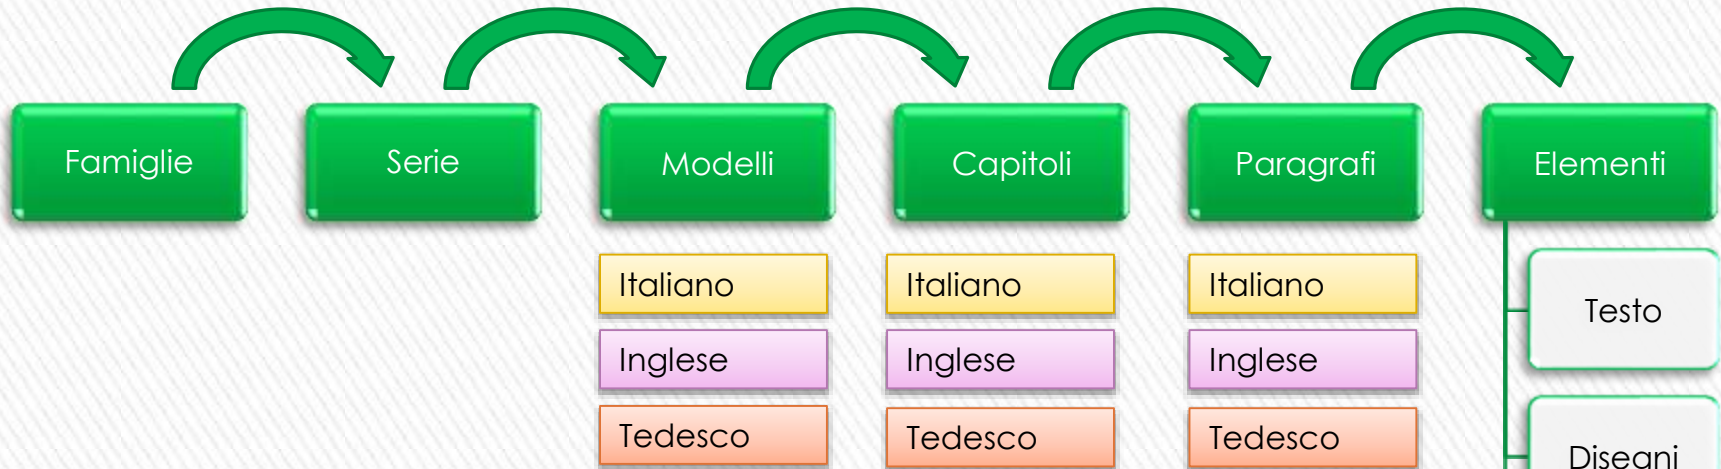 Famiglie
Serie
Modelli
Capitoli
Paragrafi
Elementi
Italiano
Italiano
Italiano
Testo
Inglese
Inglese
Inglese
Tedesco
Tedesco
Tedesco
Disegni